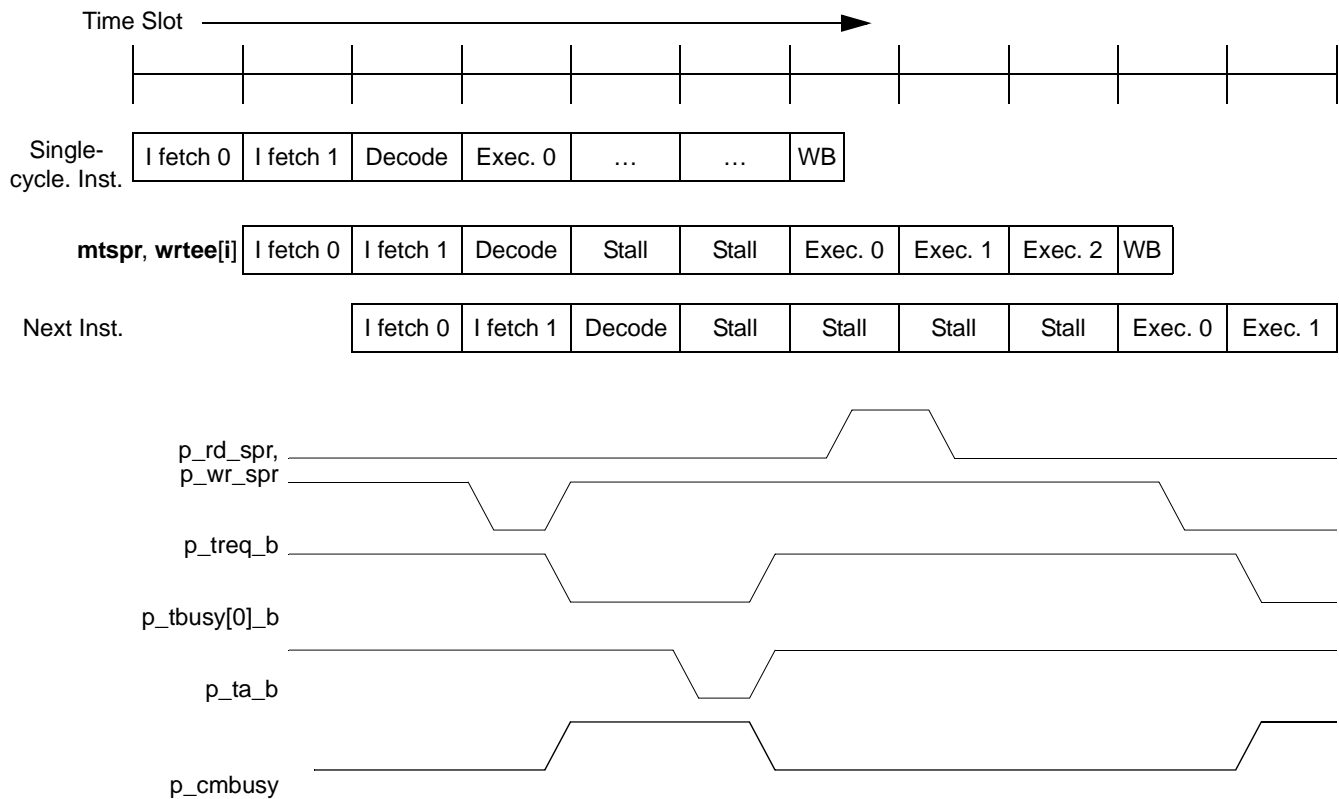 Time Slot
Single-
cycle. Inst.
I fetch 0 I fetch 1 Decode Exec. 0 … … WB
mtspr, wrtee[i] I fetch 0 I fetch 1 Decode Stall Stall Exec. 0 Exec. 1 Exec. 2 WB
Next Inst. I fetch 0 I fetch 1 Decode Stall Stall Stall Stall Exec. 0 Exec. 1
p_rd_spr,
p_wr_spr
p_treq_b
p_tbusy[0]_b
p_ta_b
p_cmbusy